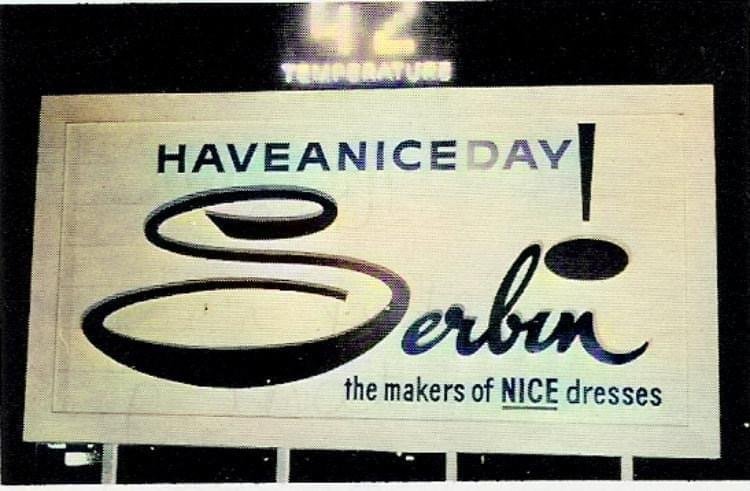 42
TEMPERATURE
HAVEANICEDAY!
Serbin
the makers of NICE dresses